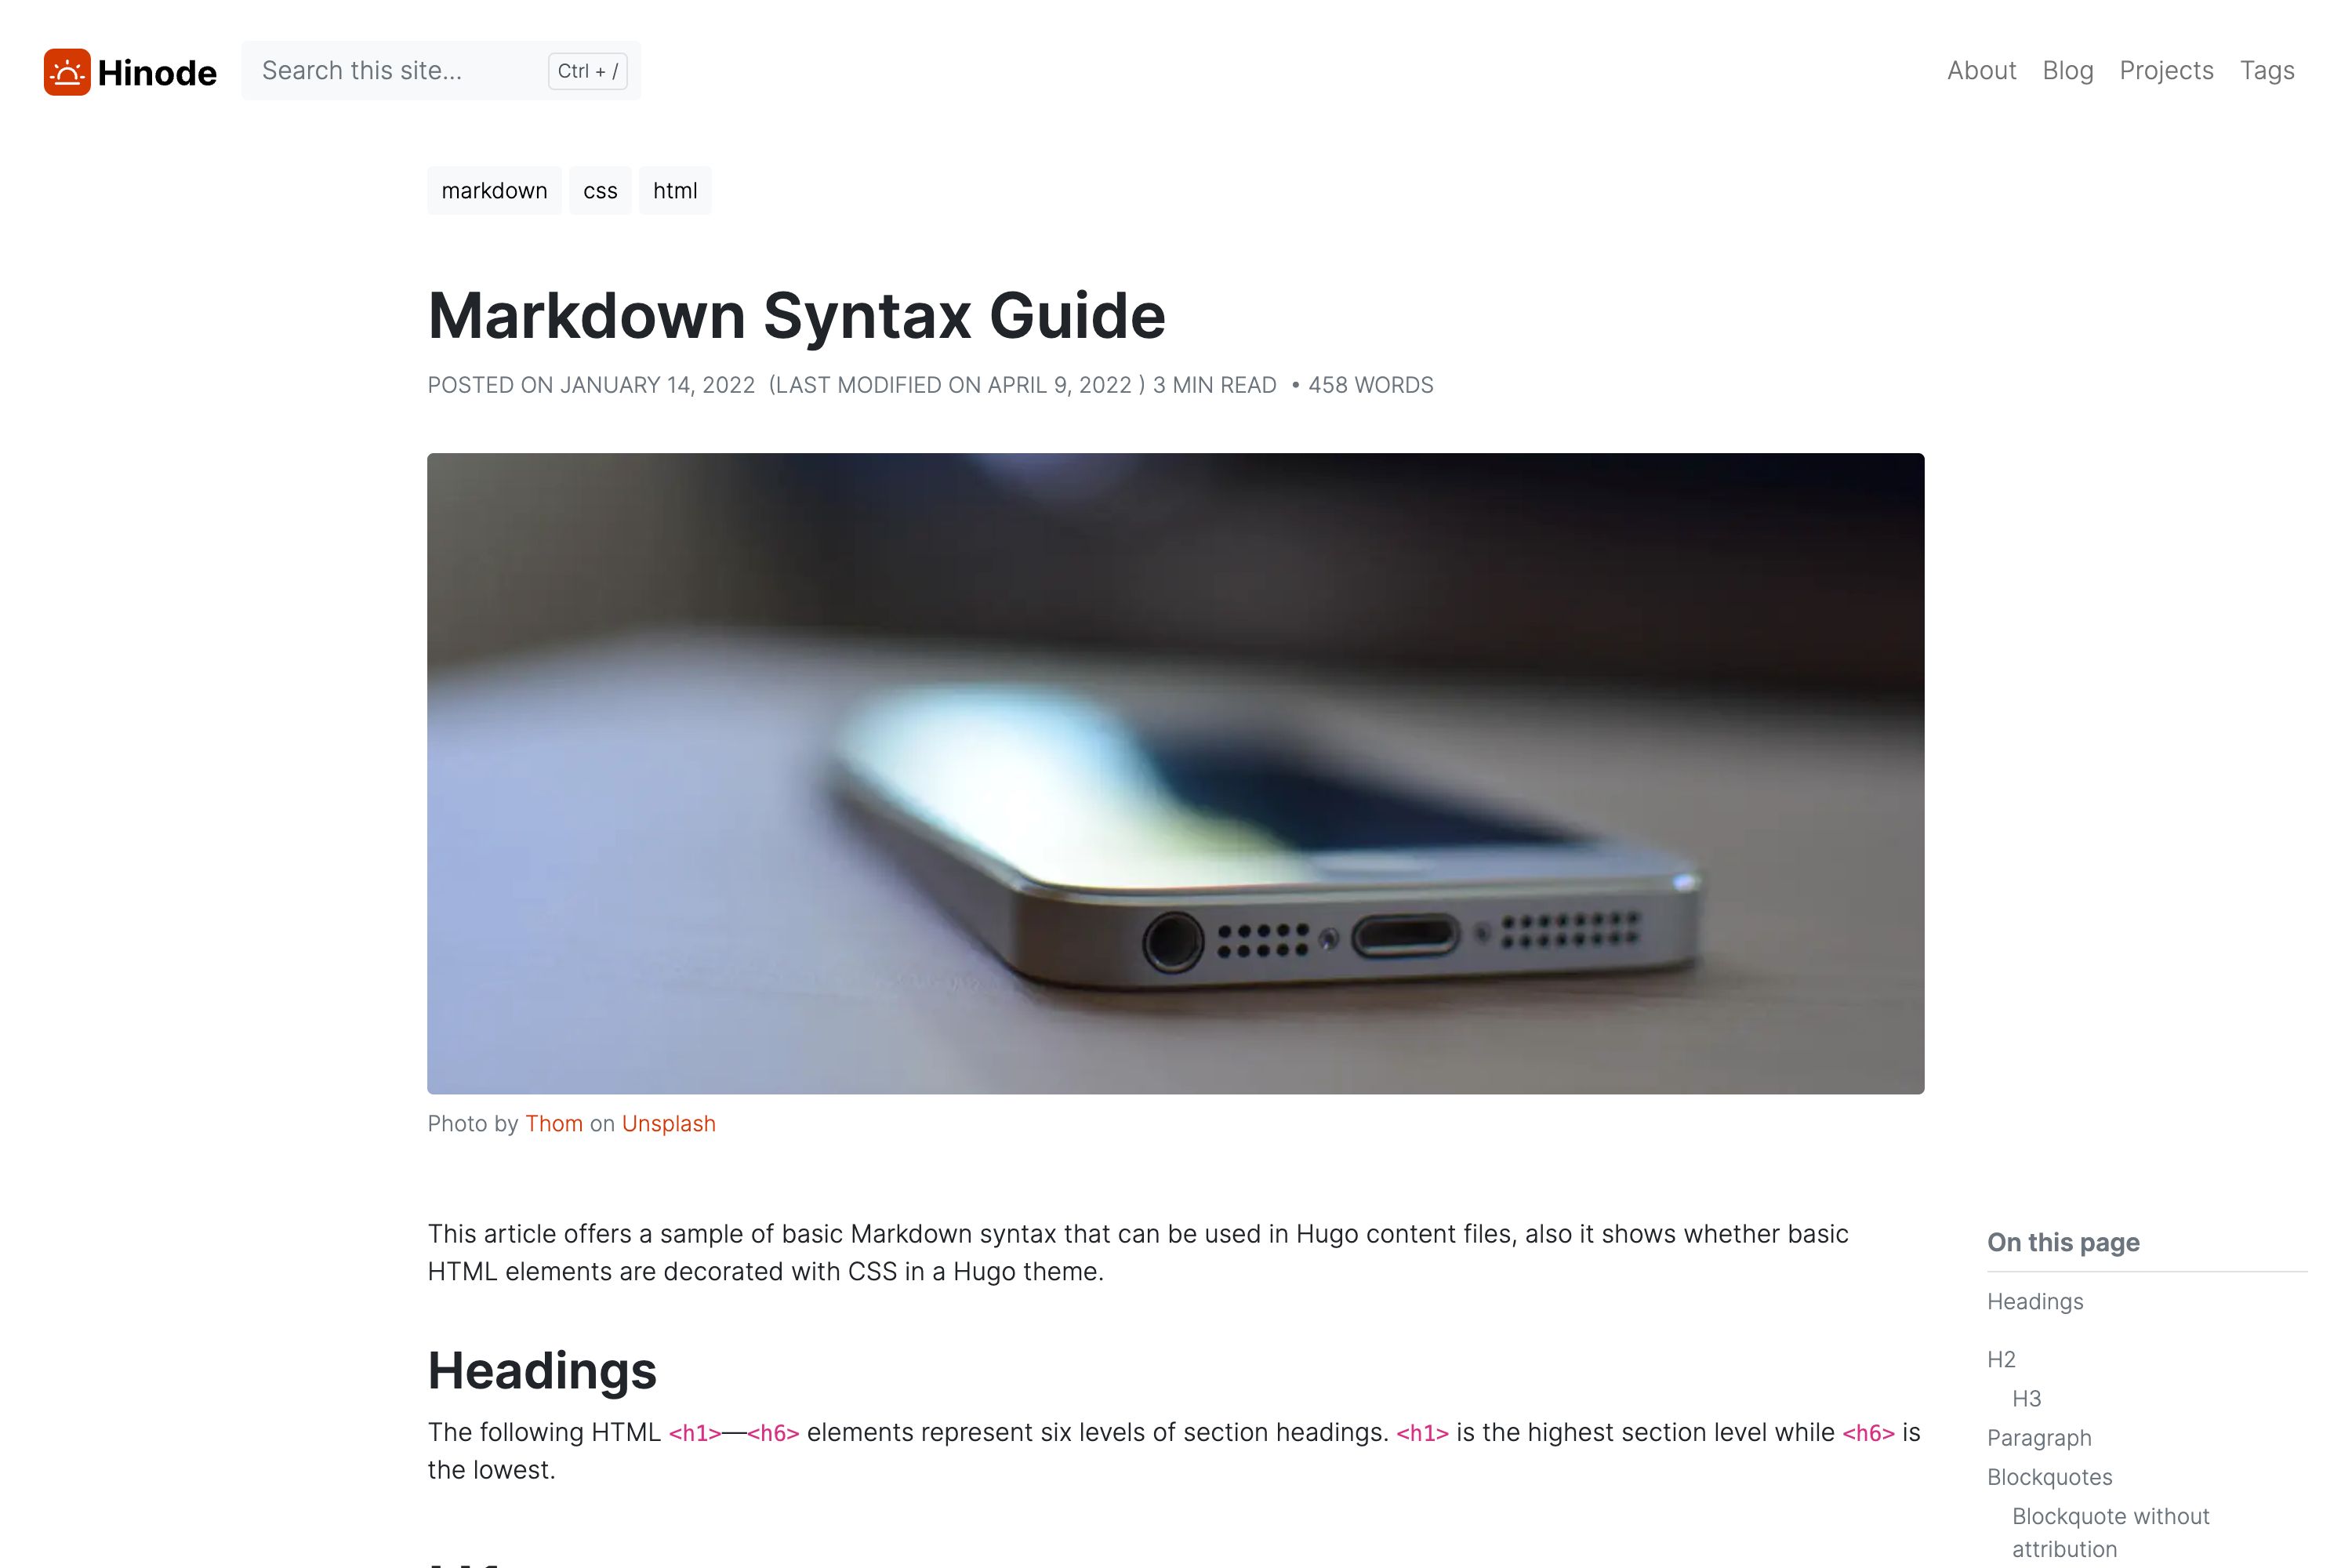 Hinode
Search this site...
Ctrl + /
About Blog Projects Tags
markdown css html
Markdown Syntax Guide
POSTED ON JANUARY 14, 2022 (LAST MODIFIED ON APRIL 9, 2022 ) 3 MIN READ • 458 WORDS
Photo by Thom on Unsplash
This article offers a sample of basic Markdown syntax that can be used in Hugo content files, also it shows whether basic
HTML elements are decorated with CSS in a Hugo theme.
Headings
The following HTML <h1>—<h6> elements represent six levels of section headings. <h1> is the highest section level while <h6> is
the lowest.
On this page
Headings
H2
H3
Paragraph
Blockquotes
Blockquote without
attribution